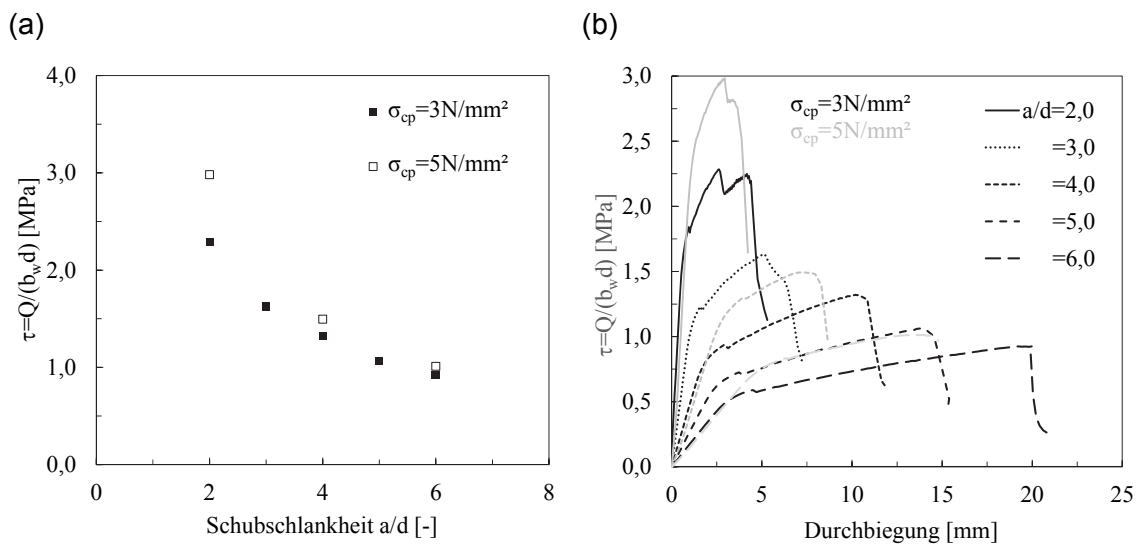 (a)
4,0
3,0
2,0
1,0
0,0
0
2
4
6
8
τ=Q/(b_wd) [MPa]
Schubschlankheit a/d [-]
σcp=3N/mm²
σcp=5N/mm²
(b)
3,0
2,5
2,0
1,5
1,0
0,5
0,0
0
5
10
15
20
25
τ=Q/(b_wd) [MPa]
Durchbiegung [mm]
σcp=3N/mm²
σcp=5N/mm²
a/d=2,0
=3,0
=4,0
=5,0
=6,0